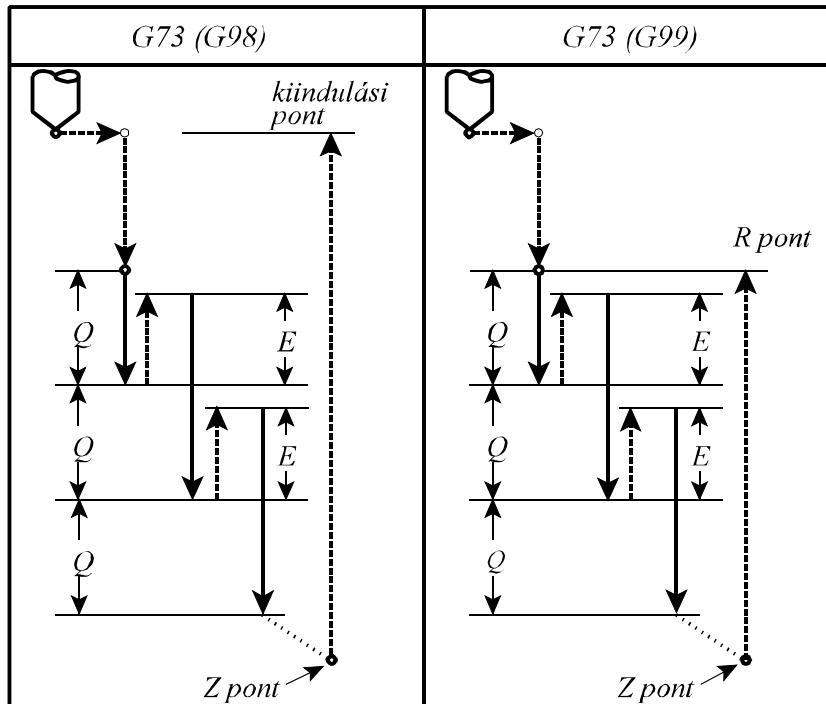 G73 (G98)
kiindulási
pont
Q
E
Q
E
Q
Z pont
G73 (G99)
R pont
Q
E
Q
E
Q
Z pont